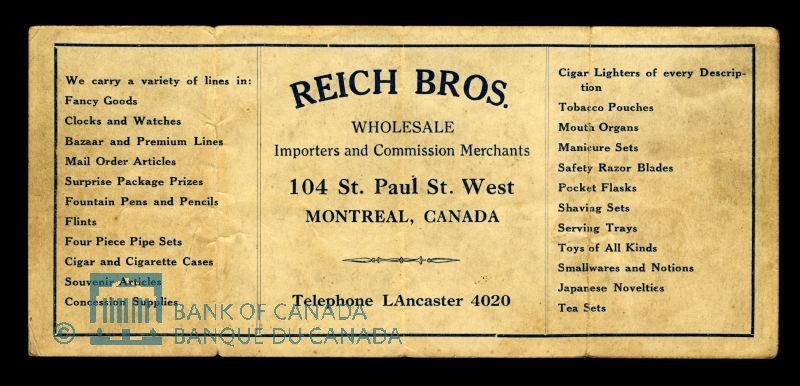 We carry a variety of lines in:
Fancy Goods
Clocks and Watches
Bazaar and Premium Lines
Mail Order Articles
Surprise Package Prizes
Fountain Pens and Pencils
Flints
Four Piece Pipe Sets
Cigar and Cigarette Cases
Souvenir Articles
Concession Supplies
REICH BROS.
WHOLESALE
Importers and Commission Merchants
104 St. Paul St. West
MONTREAL, CANADA
Telephone LAncaster 4020
Cigar Lighters of every Descrip-
tion
Tobacco Pouches
Mouth Organs
Manicure Sets
Safety Razor Blades
Pocket Flasks
Shaving Sets
Serving Trays
Toys of All Kinds
Smallwares and Notions
Japanese Novelties
Tea Sets
© BANK OF CANADA
BANQUE DU CANADA